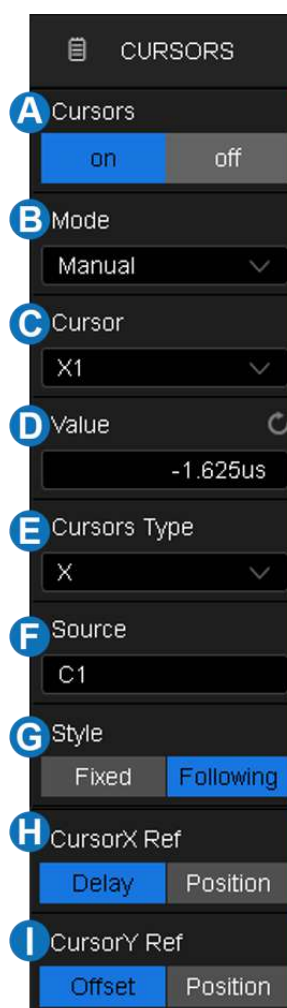 CURSORS
A Cursors
on off
B Mode
Manual
C Cursor
X1
D Value
-1.625us
E Cursors Type
X
F Source
C1
G Style
Fixed Following
H CursorX Ref
Delay Position
I CursorY Ref
Offset Position